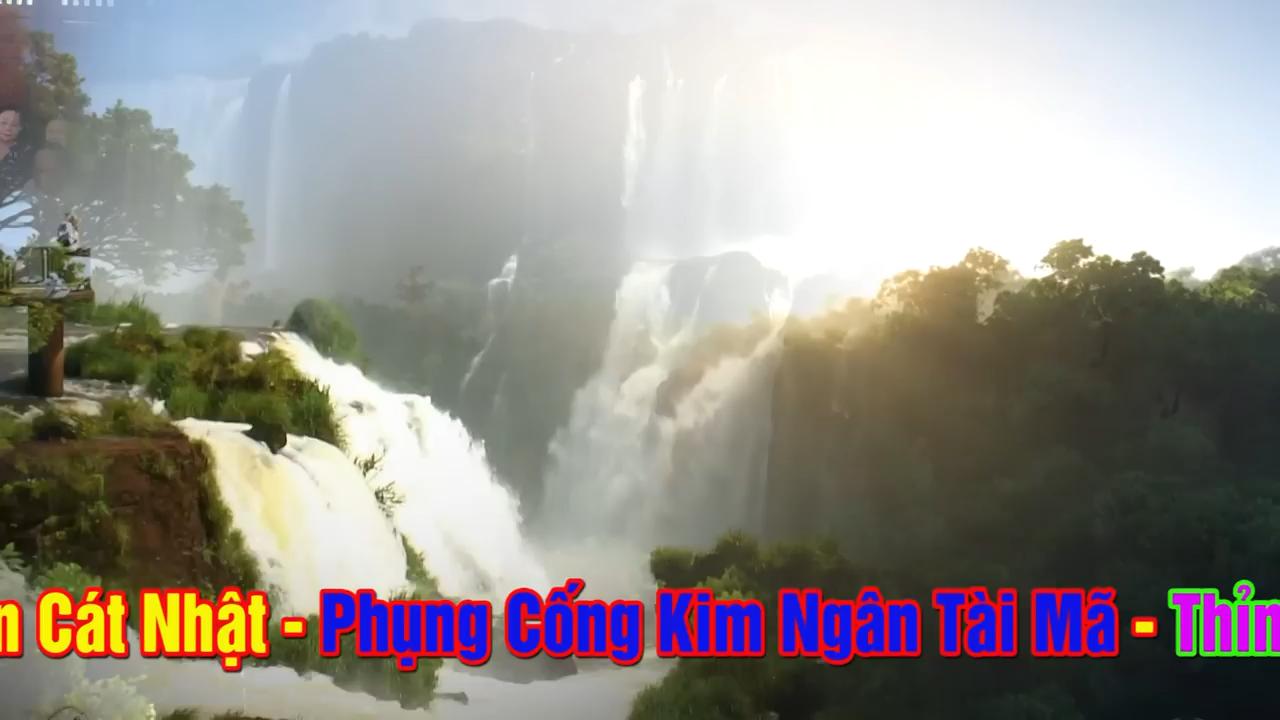 Cát Nhật - Phụng Cống Kim Ngân Tài Mã -